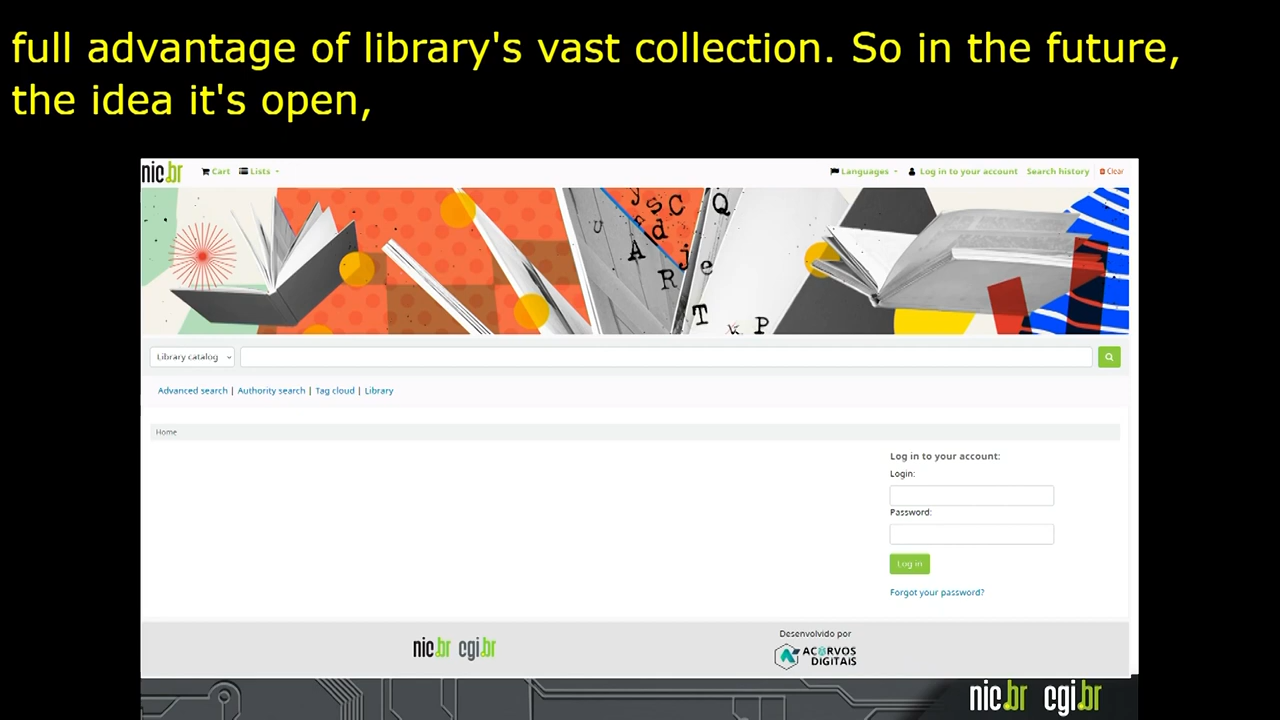 full advantage of library's vast collection. So in the future,
the idea it's open,
nic.br Cart Lists Languages Log in to your account Search history Clear
y s C Q
U d
A j e
R
T x P
Library catalog
Advanced search | Authority search | Tag cloud | Library
Home
Log in to your account:
Login:
Password:
Log in
Forgot your password?
nic.br cgi.br
Desenvolvido por
ACERVOS
DIGITAIS
nic.br cgi.br